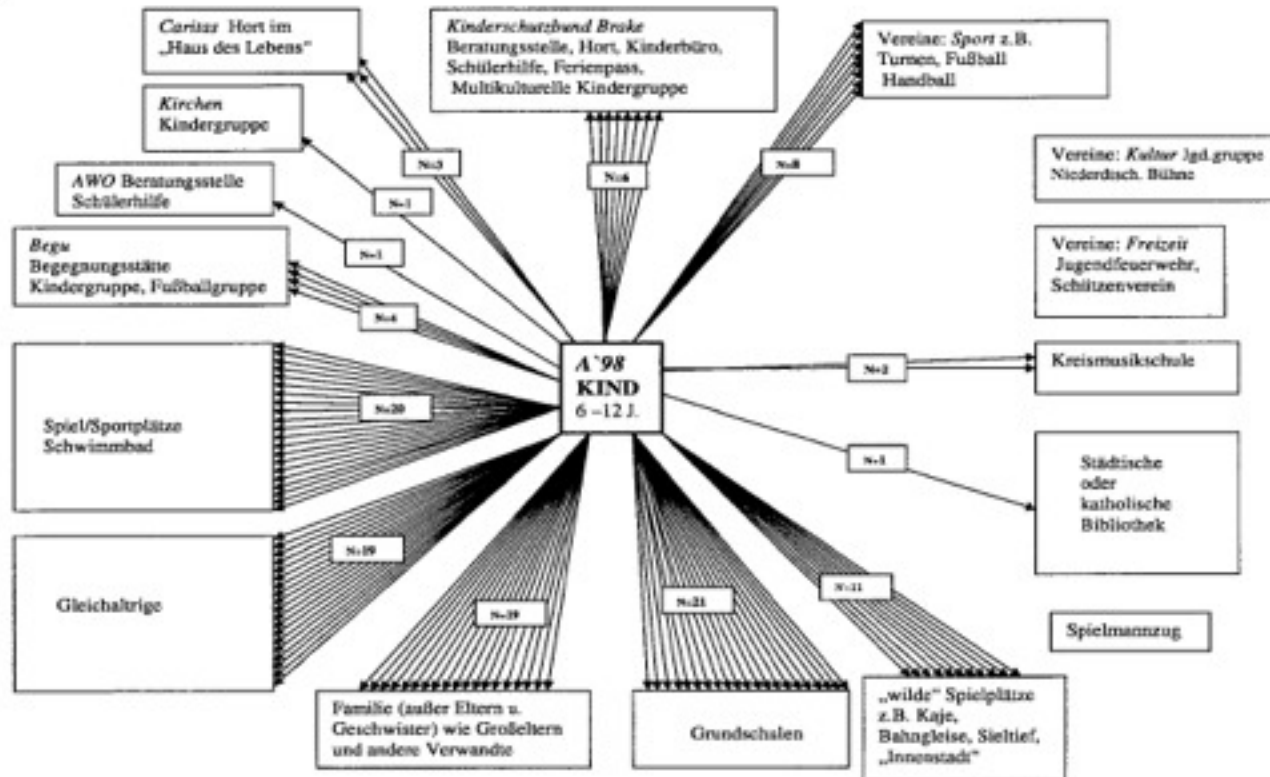 Caritas Hort im
„Haus des Lebens"
Kinderschutzbund Brake
Beratungsstelle, Hort, Kinderbüro,
Schülerhilfe, Ferienpass,
Multikulturelle Kindergruppe
Vereine: Sport z.B.
Turnen, Fußball
Handball
Kirchen
Kindergruppe
Vereine: Kultur Jgd.gruppe
Niederdtsch. Bühne
AWO Beratungsstelle
Schülerhilfe
Begu
Begegnungsstätte
Kindergruppe, Fußballgruppe
Vereine: Freizeit
Jugendfeuerwehr,
Schützenverein
N=3
N=6
N=8
N=1
N=1
N=4
A`98
KIND
6 –12 J.
N=2
Kreismusikschule
Spiel/Sportplätze
Schwimmbad
N=20
N=1
Städtische
oder
katholische
Bibliothek
Gleichaltrige
N=19
N=19
N=21
N=11
Spielmannzug
Familie (außer Eltern u.
Geschwister) wie Großeltern
und andere Verwandte
Grundschulen
„wilde" Spielplätze
z.B. Kaje,
Bahngleise, Sieltief,
„Innenstadt"